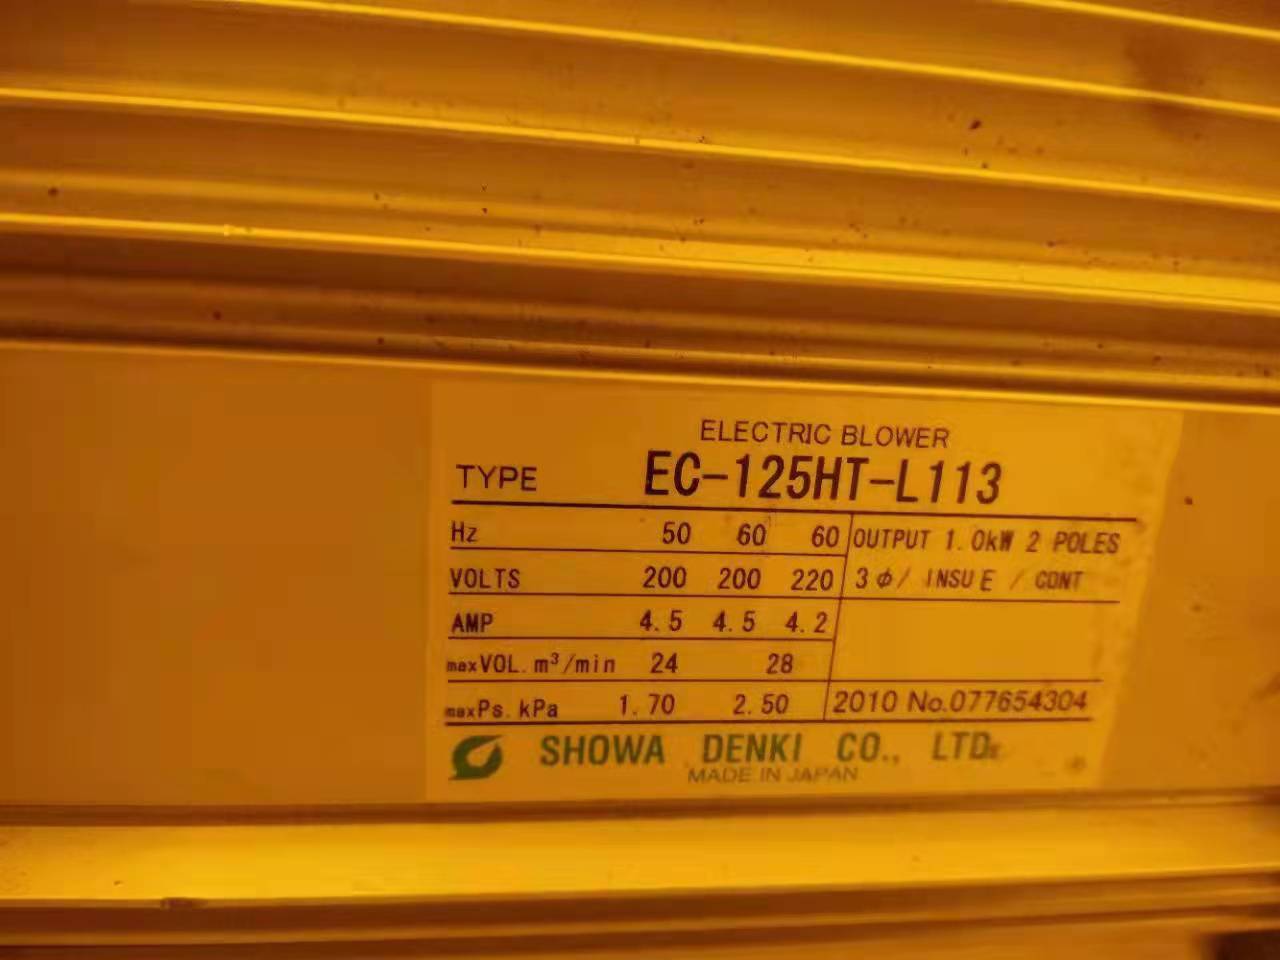 ELECTRIC BLOWER
TYPE EC-125HT-L113
Hz 50 60 60 OUTPUT 1.0kW 2 POLES
VOLTS 200 200 220 3φ/ INSU E / CONT
AMP 4.5 4.5 4.2
maxVOL. m³/min 24 28
maxPs. kPa 1.70 2.50 2010 No.077654304
SHOWA DENKI CO., LTD.
MADE IN JAPAN